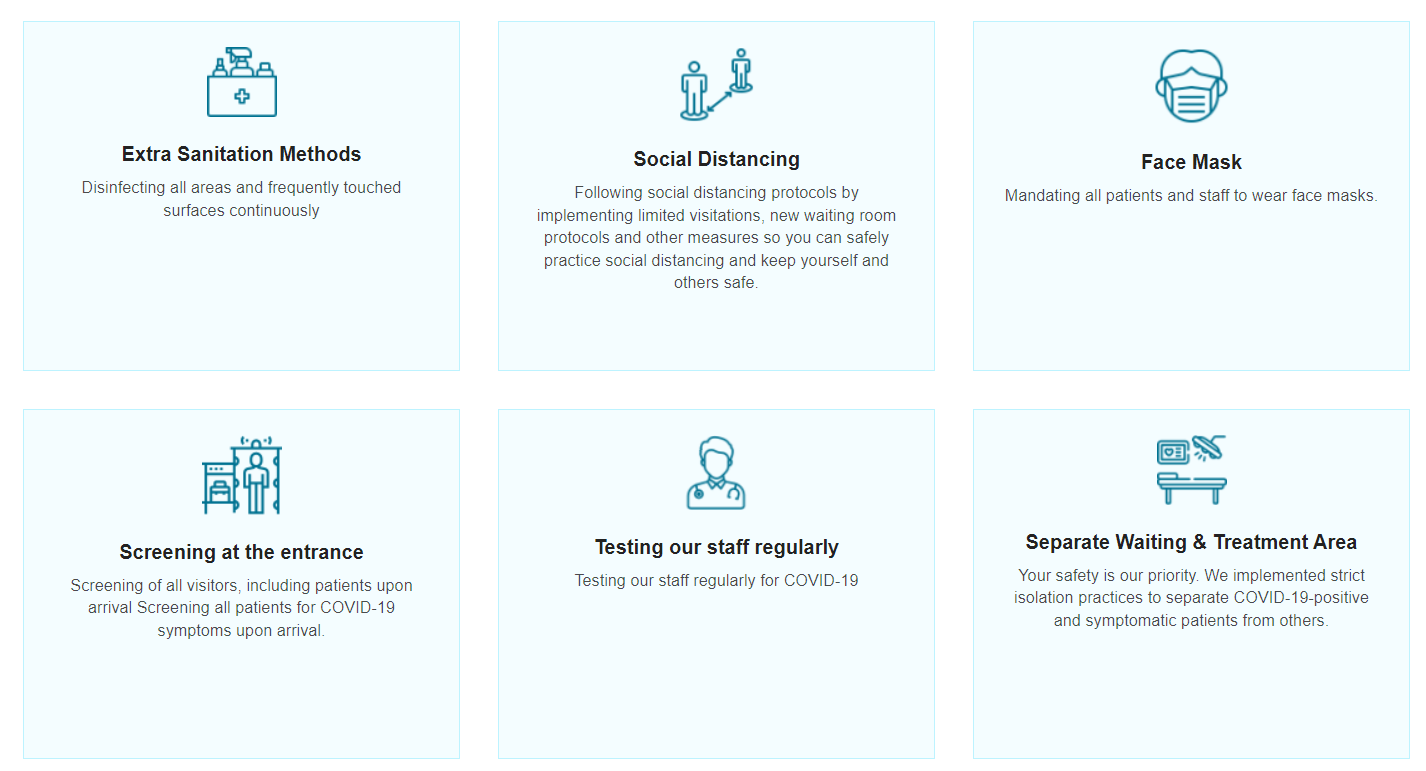 Extra Sanitation Methods
Disinfecting all areas and frequently touched
surfaces continuously
Social Distancing
Following social distancing protocols by
implementing limited visitations, new waiting room
protocols and other measures so you can safely
practice social distancing and keep yourself and
others safe.
Face Mask
Mandating all patients and staff to wear face masks.
Screening at the entrance
Screening of all visitors, including patients upon
arrival Screening all patients for COVID-19
symptoms upon arrival.
Testing our staff regularly
Testing our staff regularly for COVID-19
Separate Waiting & Treatment Area
Your safety is our priority. We implemented strict
isolation practices to separate COVID-19-positive
and symptomatic patients from others.